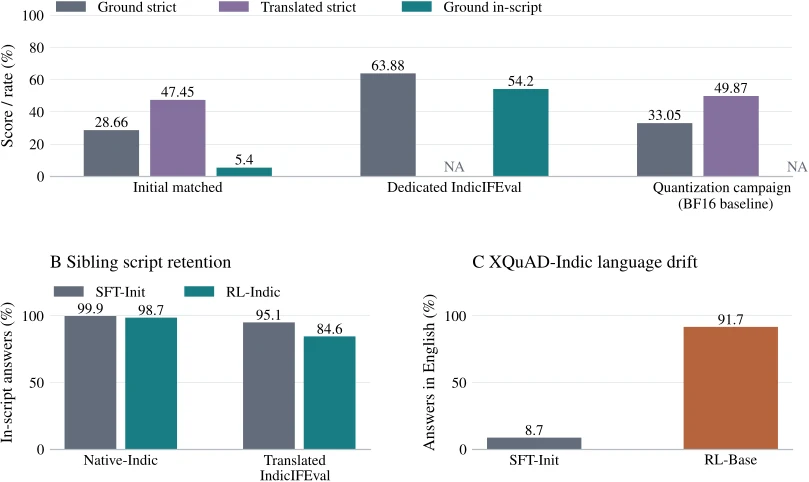 Ground strict Translated strict Ground in-script
Score / rate (%)
100
80
60
40
20
0
28.66
47.45
5.4
63.88
NA
54.2
33.05
49.87
NA
Initial matched
Dedicated IndicIFEval
Quantization campaign
(BF16 baseline)
B Sibling script retention
SFT-Init RL-Indic
In-script answers (%)
100
50
0
99.9
98.7
95.1
84.6
Native-Indic
Translated
IndicIFEval
C XQuAD-Indic language drift
Answers in English (%)
100
50
0
8.7
91.7
SFT-Init
RL-Base